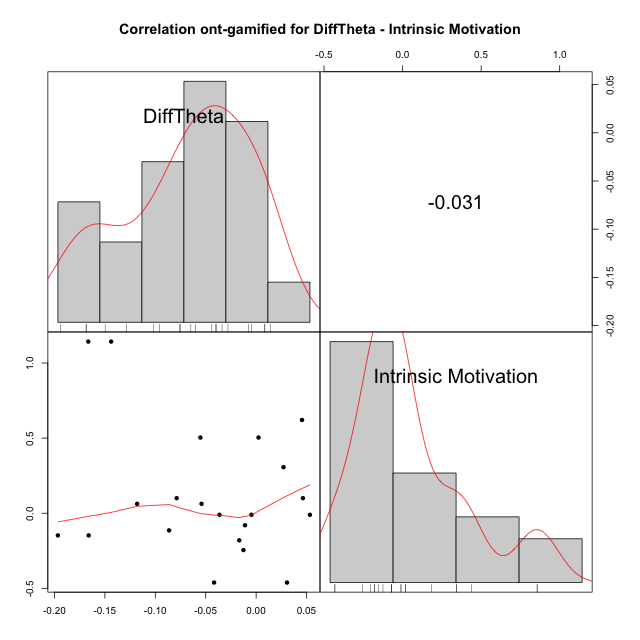 Correlation ont-gamified for DiffTheta - Intrinsic Motivation
-0.5 0.0 0.5 1.0
DiffTheta
-0.031
0.05
0.00
-0.05
-0.10
-0.15
-0.20
Intrinsic Motivation
1.0
0.5
0.0
-0.5
-0.20 -0.15 -0.10 -0.05 0.00 0.05